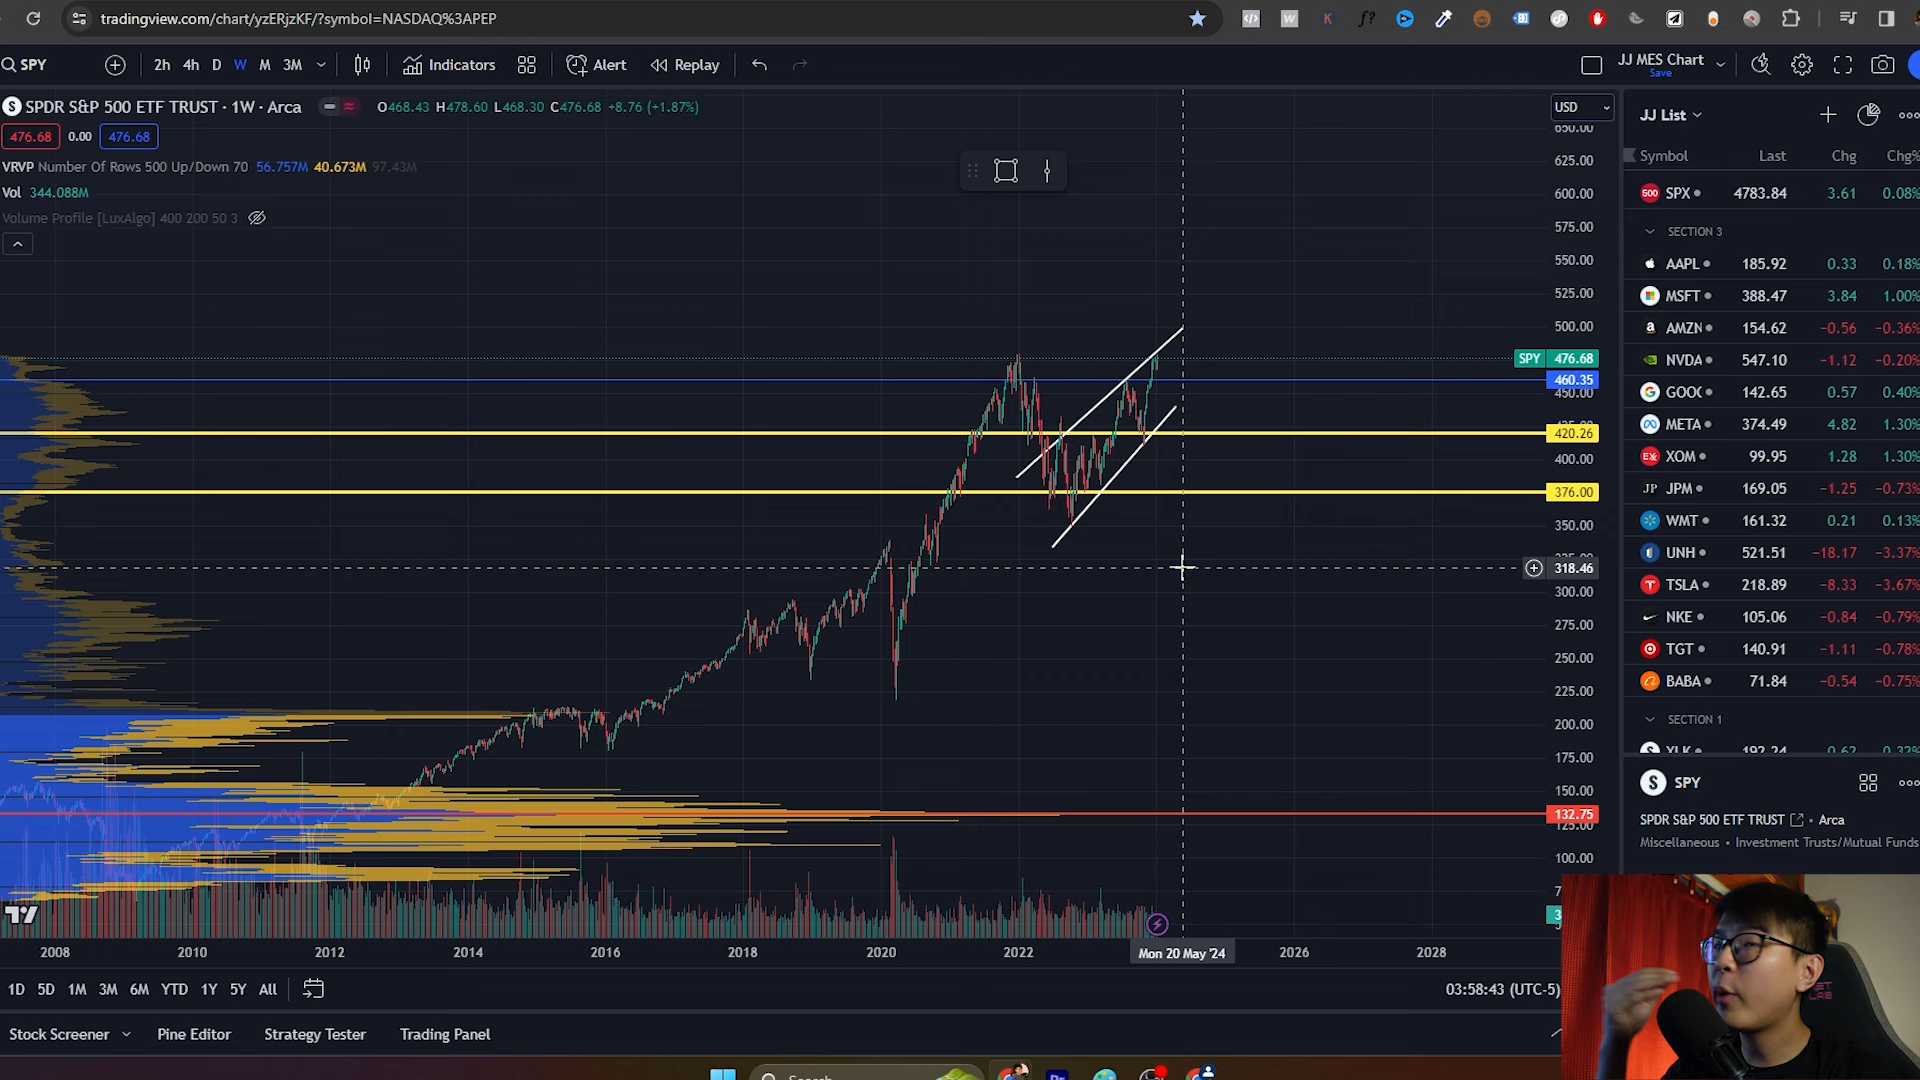 tradingview.com/chart/yzERjzKF/?symbol=NASDAQ%3APEP
SPY 2h 4h D W M 3M Indicators Alert Replay JJ MES Chart
Save
SPDR S&P 500 ETF TRUST · 1W · Arca O468.43 H478.60 L468.30 C476.68 +8.76 (+1.87%)
476.68 0.00 476.68
VRVP Number Of Rows 500 Up/Down 70 56.757M 40.673M 97.43M
Vol 344.088M
Volume Profile [LuxAlgo] 400 200 50 3
USD
650.00
625.00
600.00
575.00
550.00
525.00
500.00
SPY 476.68
460.35
450.00
420.26
400.00
376.00
350.00
318.46
300.00
275.00
250.00
225.00
200.00
175.00
150.00
132.75
125.00
100.00
2008 2010 2012 2014 2016 2018 2020 2022 Mon 20 May '24 2026 2028
1D 5D 1M 3M 6M YTD 1Y 5Y All 03:58:43 (UTC-5)
Stock Screener Pine Editor Strategy Tester Trading Panel
JJ List
Symbol Last Chg Chg%
500 SPX 4783.84 3.61 0.08%
SECTION 3
AAPL 185.92 0.33 0.18%
MSFT 388.47 3.84 1.00%
AMZN 154.62 −0.56 −0.36%
NVDA 547.10 −1.12 −0.20%
GOOG 142.65 0.57 0.40%
META 374.49 4.82 1.30%
XOM 99.95 1.28 1.30%
JPM 169.05 −1.25 −0.73%
WMT 161.32 0.21 0.13%
UNH 521.51 −18.17 −3.37%
TSLA 218.89 −8.33 −3.67%
NKE 105.06 −0.84 −0.79%
TGT 140.91 −1.11 −0.78%
BABA 71.84 −0.54 −0.75%
SECTION 1
XLK 192.24 0.62 0.32%
SPY
SPDR S&P 500 ETF TRUST · Arca
Miscellaneous • Investment Trusts/Mutual Funds
Search